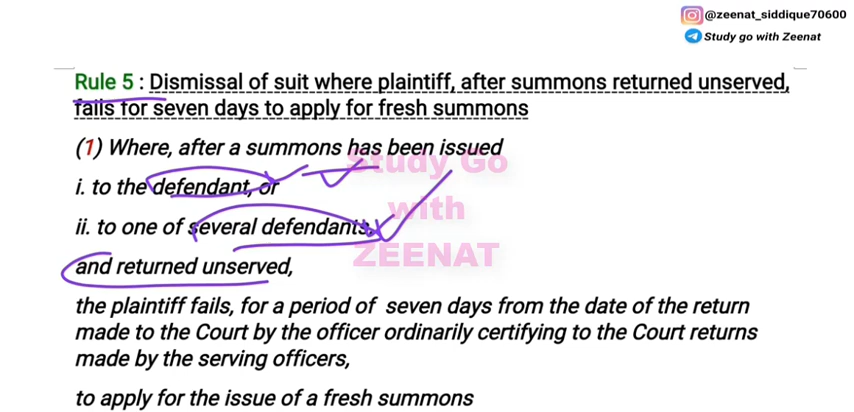 @zeenat_siddique70600
Study go with Zeenat
Rule 5 : Dismissal of suit where plaintiff, after summons returned unserved,
fails for seven days to apply for fresh summons
(1) Where, after a summons has been issued
i. to the defendant, or
ii. to one of several defendants,
and returned unserved,
the plaintiff fails, for a period of seven days from the date of the return
made to the Court by the officer ordinarily certifying to the Court returns
made by the serving officers,
to apply for the issue of a fresh summons
Study Go
with
ZEENAT